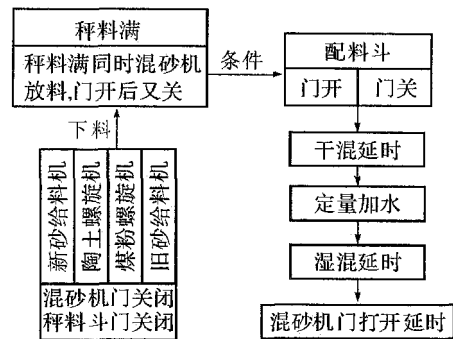 秤料满
秤料满同时混砂机
放料,门开后又关
条件
配料斗
门开 门关
下料
新砂给料机
陶土螺旋机
煤粉螺旋机
旧砂给料机
混砂机门关闭
秤料斗门关闭
干混延时
定量加水
湿混延时
混砂机门打开延时